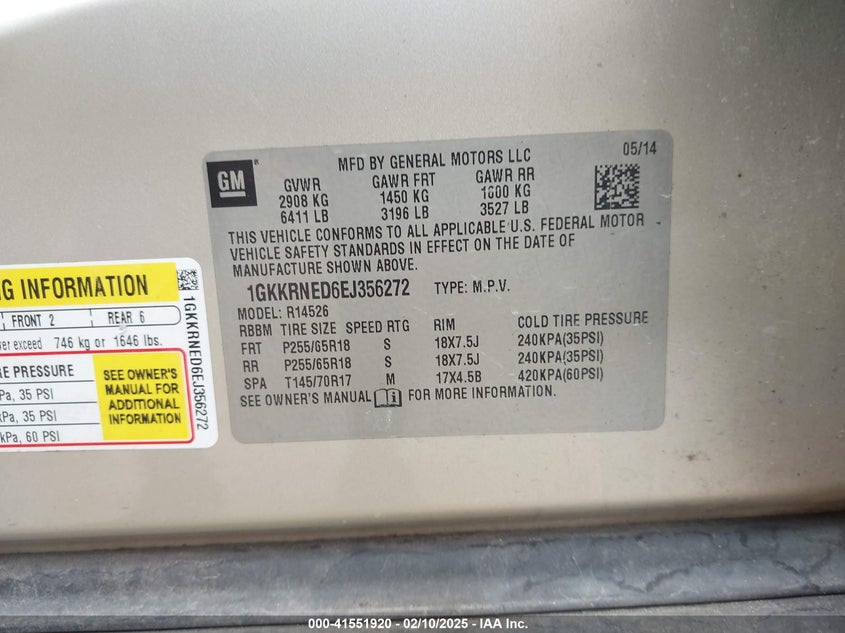 GM
MFD BY GENERAL MOTORS LLC
05/14
GVWR GAWR FRT GAWR RR
2908 KG 1450 KG 1600 KG
6411 LB 3196 LB 3527 LB
THIS VEHICLE CONFORMS TO ALL APPLICABLE U.S. FEDERAL MOTOR
VEHICLE SAFETY STANDARDS IN EFFECT ON THE DATE OF
MANUFACTURE SHOWN ABOVE.
1GKKRNED6EJ356272 TYPE: M.P.V.
MODEL: R14526
RBBM TIRE SIZE SPEED RTG RIM COLD TIRE PRESSURE
FRT P255/65R18 S 18X7.5J 240KPA(35PSI)
RR P255/65R18 S 18X7.5J 240KPA(35PSI)
SPA T145/70R17 M 17X4.5B 420KPA(60PSI)
SEE OWNER'S MANUAL FOR MORE INFORMATION.
G INFORMATION
FRONT 2 REAR 6
ver exceed 746 kg or 1646 lbs.
RE PRESSURE
Pa, 35 PSI
kPa, 35 PSI
kPa, 60 PSI
SEE OWNER'S
MANUAL FOR
ADDITIONAL
INFORMATION
1GKKRNED6EJ356272
000-41551920 - 02/10/2025 - © IAA Inc.